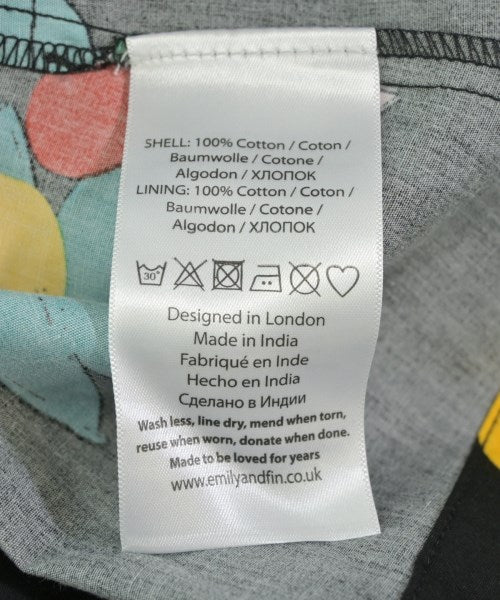 SHELL: 100% Cotton / Coton /
Baumwolle / Cotone /
Algodon / ХЛОПОК
LINING: 100% Cotton / Coton /
Baumwolle / Cotone /
Algodon / ХЛОПОК
30°
Designed in London
Made in India
Fabriqué en Inde
Hecho en India
Сделано в Индии
Wash less, line dry, mend when torn,
reuse when worn, donate when done.
Made to be loved for years
www.emilyandfin.co.uk